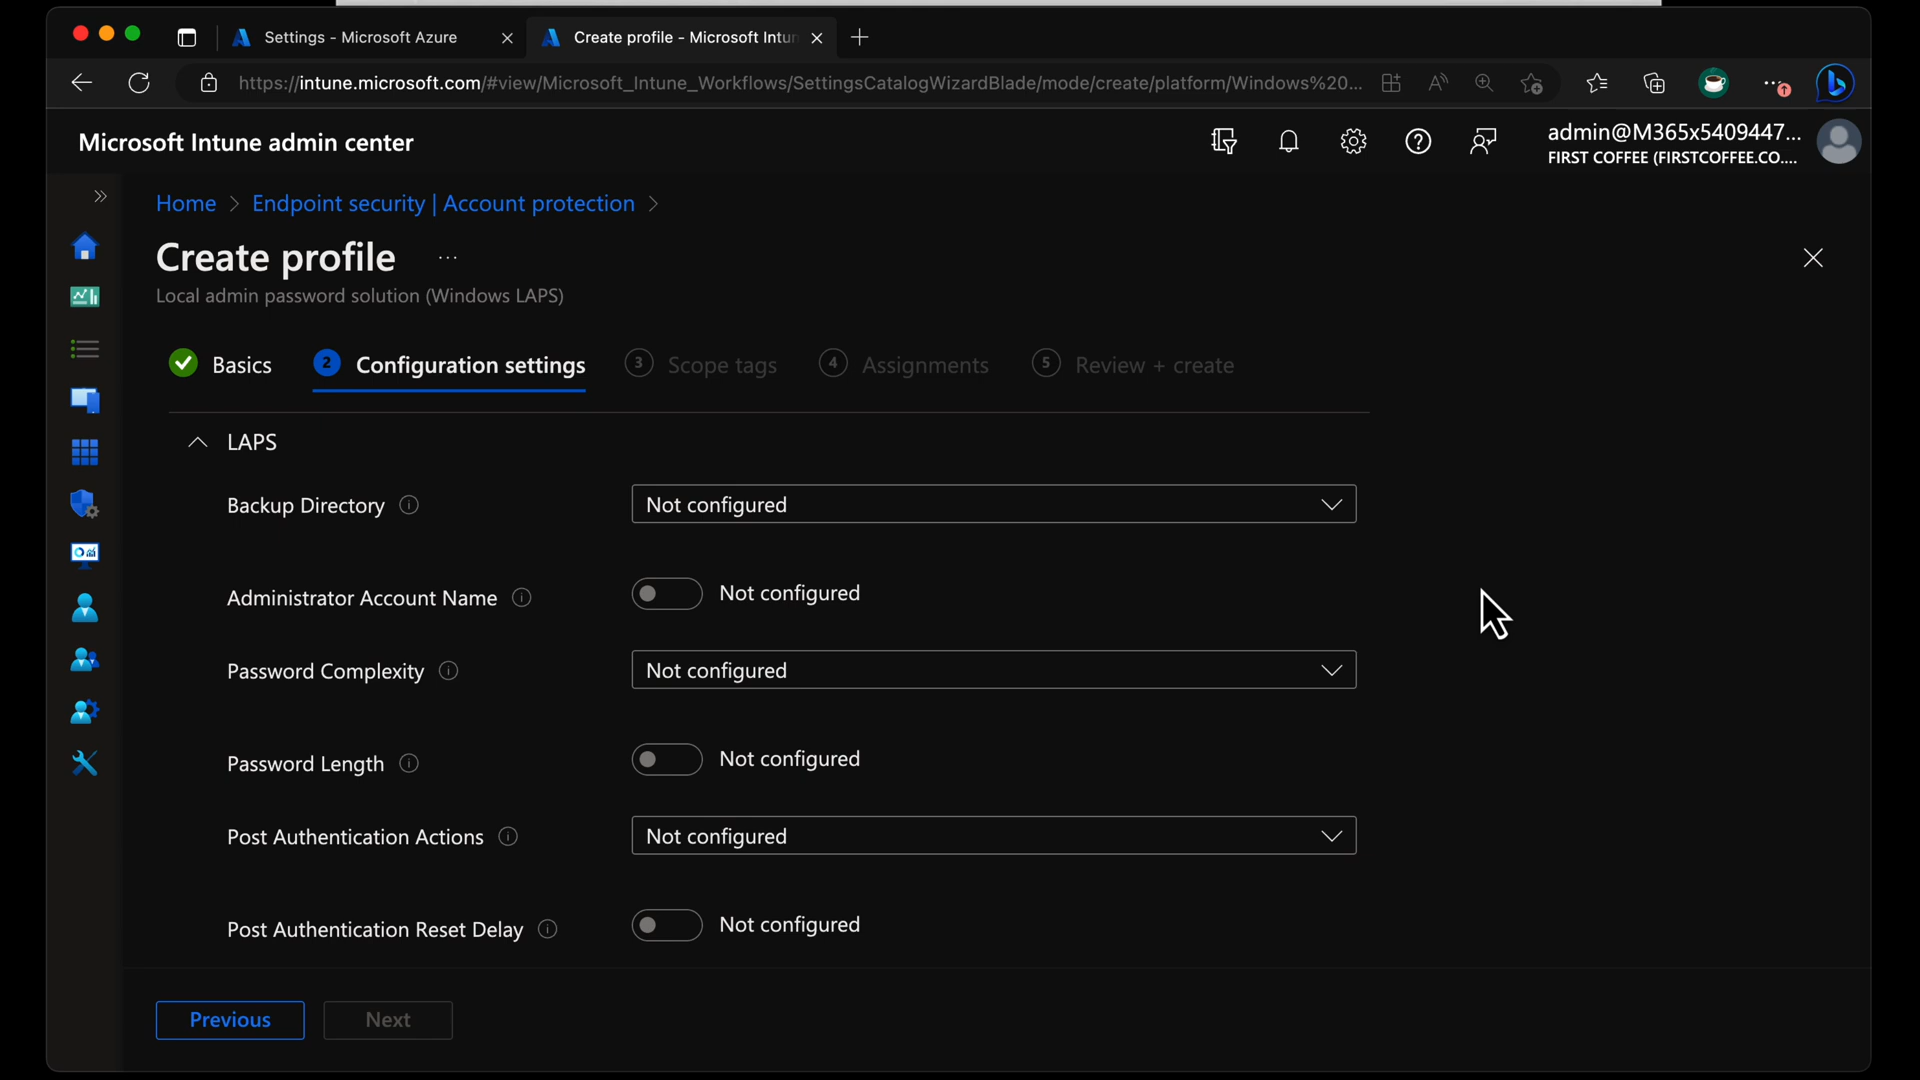 Settings - Microsoft Azure
Create profile - Microsoft Intun
https://intune.microsoft.com/#view/Microsoft_Intune_Workflows/SettingsCatalogWizardBlade/mode/create/platform/Windows%20...
Microsoft Intune admin center
admin@M365x5409447...
FIRST COFFEE (FIRSTCOFFEE.CO....
Home > Endpoint security | Account protection >
Create profile ...
Local admin password solution (Windows LAPS)
Basics
2 Configuration settings
3 Scope tags
4 Assignments
5 Review + create
LAPS
Backup Directory
Not configured
Administrator Account Name
Not configured
Password Complexity
Not configured
Password Length
Not configured
Post Authentication Actions
Not configured
Post Authentication Reset Delay
Not configured
Previous
Next